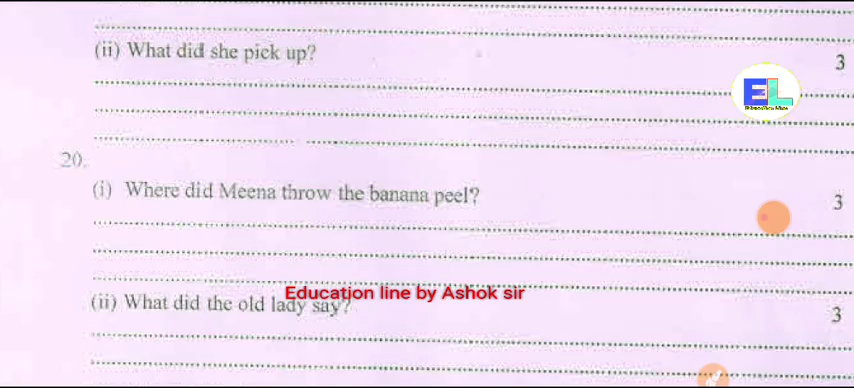 (ii) What did she pick up?
3
EL
20.
(i) Where did Meena throw the banana peel?
3
Education line by Ashok sir
(ii) What did the old lady say?
3